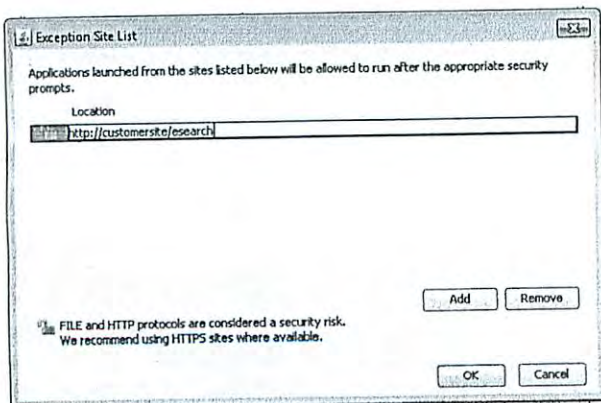 Exception Site List
Applications launched from the sites listed below will be allowed to run after the appropriate security
prompts.
Location
http://customersite/esearch
Add
Remove
FILE and HTTP protocols are considered a security risk.
We recommend using HTTPS sites where available.
OK
Cancel